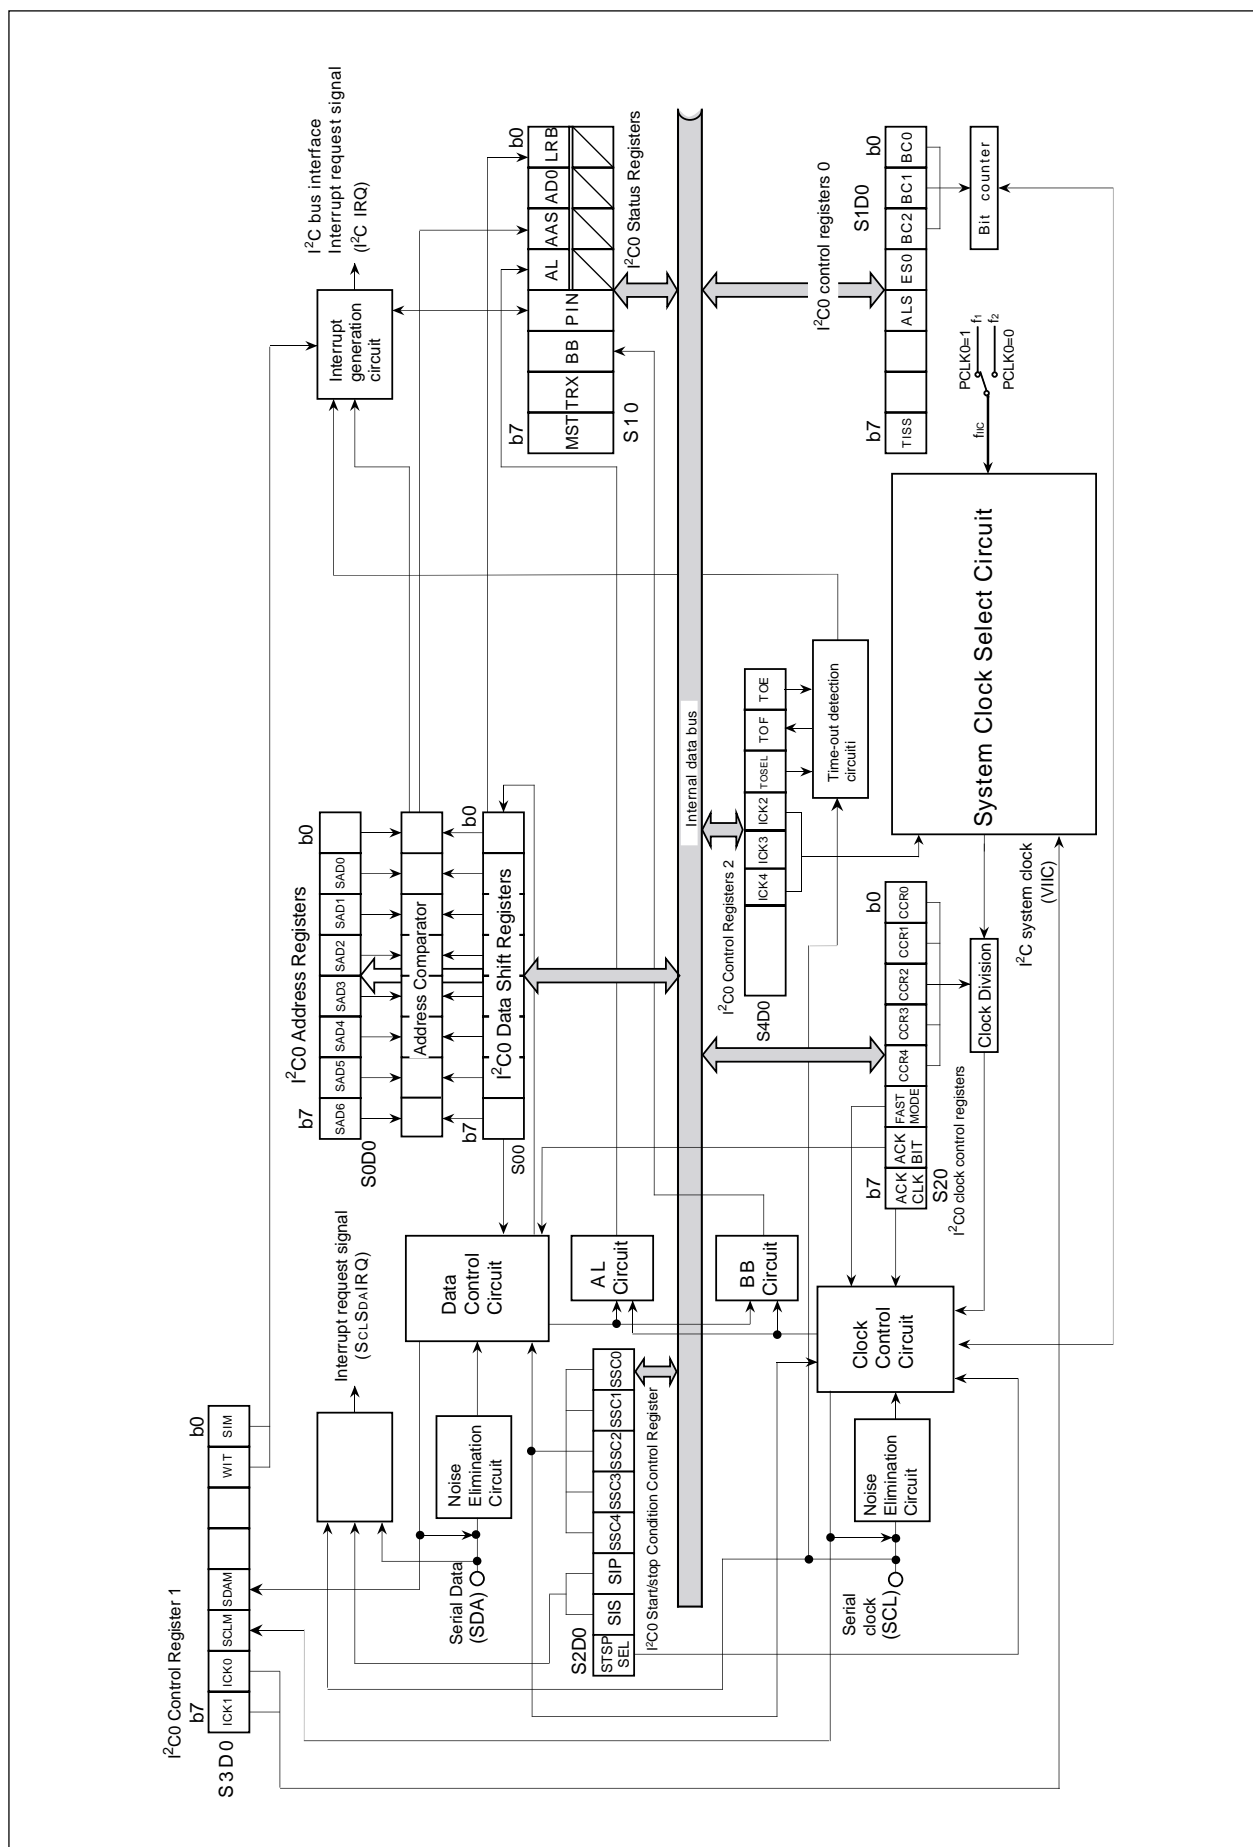 I²C0 Control Register 1
b7
b0
ICK1
ICK0
SCLM
SDAM
WIT
SIM
S3D0
Interrupt request signal
(SCLSDAIRQ)
I²C0 Address Registers
b7
b0
SAD6
SAD5
SAD4
SAD3
SAD2
SAD1
SAD0
S0D0
Address Comparator
b7
b0
I²C0 Data Shift Registers
S00
I²C bus interface
Interrupt request signal
(I²C IRQ)
Interrupt
generation
circuit
b7
b0
MST
TRX
BB
PIN
AL
AAS
AD0
LRB
S10
I²C0 Status Registers
Serial Data
(SDA)
Noise
Elimination
Circuit
Data
Control
Circuit
AL
Circuit
BB
Circuit
S2D0
STSP
SEL
SIS
SIP
SSC4
SSC3
SSC2
SSC1
SSC0
I²C0 Start/stop Condition Control Register
Internal data bus
I²C0 Control Registers 2
S4D0
ICK4
ICK3
ICK2
TOSEL
TOF
TOE
Time-out detection
circuiti
I²C0 control registers 0
S1D0
b7
b0
TISS
ALS
ES0
BC2
BC1
BC0
Bit counter
PCLK0=1
f1
f2
PCLK0=0
fIIC
System Clock Select Circuit
I²C system clock
(VIIC)
b7
b0
ACK
CLK
ACK
BIT
FAST
MODE
CCR4
CCR3
CCR2
CCR1
CCR0
S20
I²C0 clock control registers
Clock Division
Serial
clock
(SCL)
Noise
Elimination
Circuit
Clock
Control
Circuit